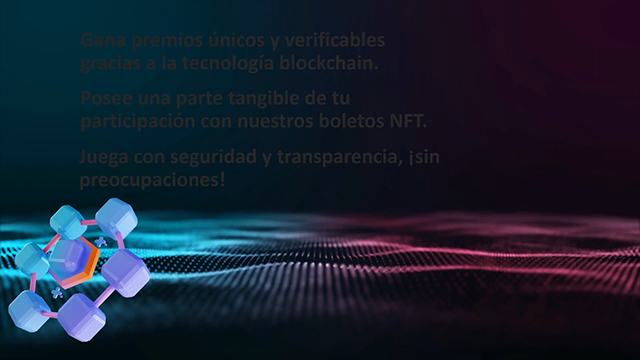 Gana premios únicos y verificables
gracias a la tecnología blockchain.
Posee una parte tangible de tu
participación con nuestros boletos NFT.
Juega con seguridad y transparencia, ¡sin
preocupaciones!